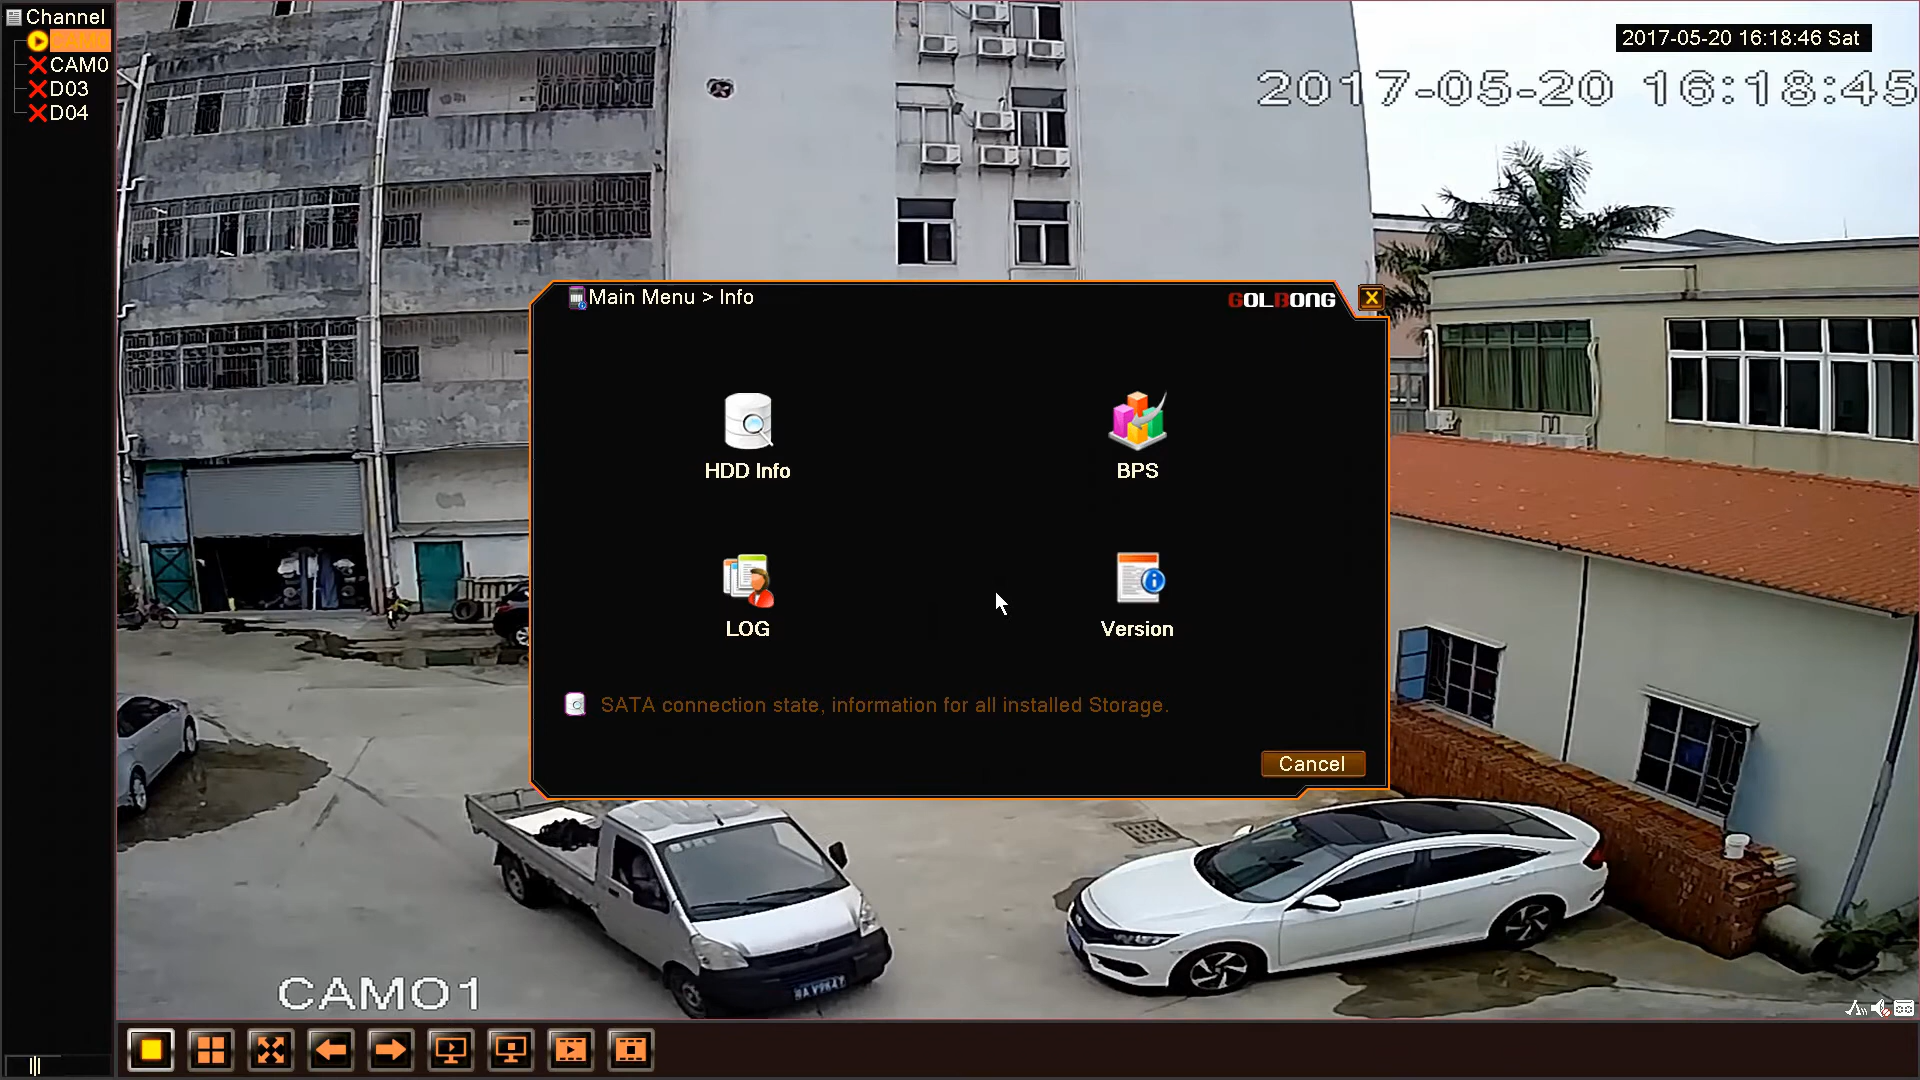 Channel
CAM0
D03
D04
2017-05-20 16:18:46 Sat
2017-05-20 16:18:45
Main Menu > Info
GOLBONG
HDD Info
BPS
LOG
Version
SATA connection state, information for all installed Storage.
Cancel
CAM01